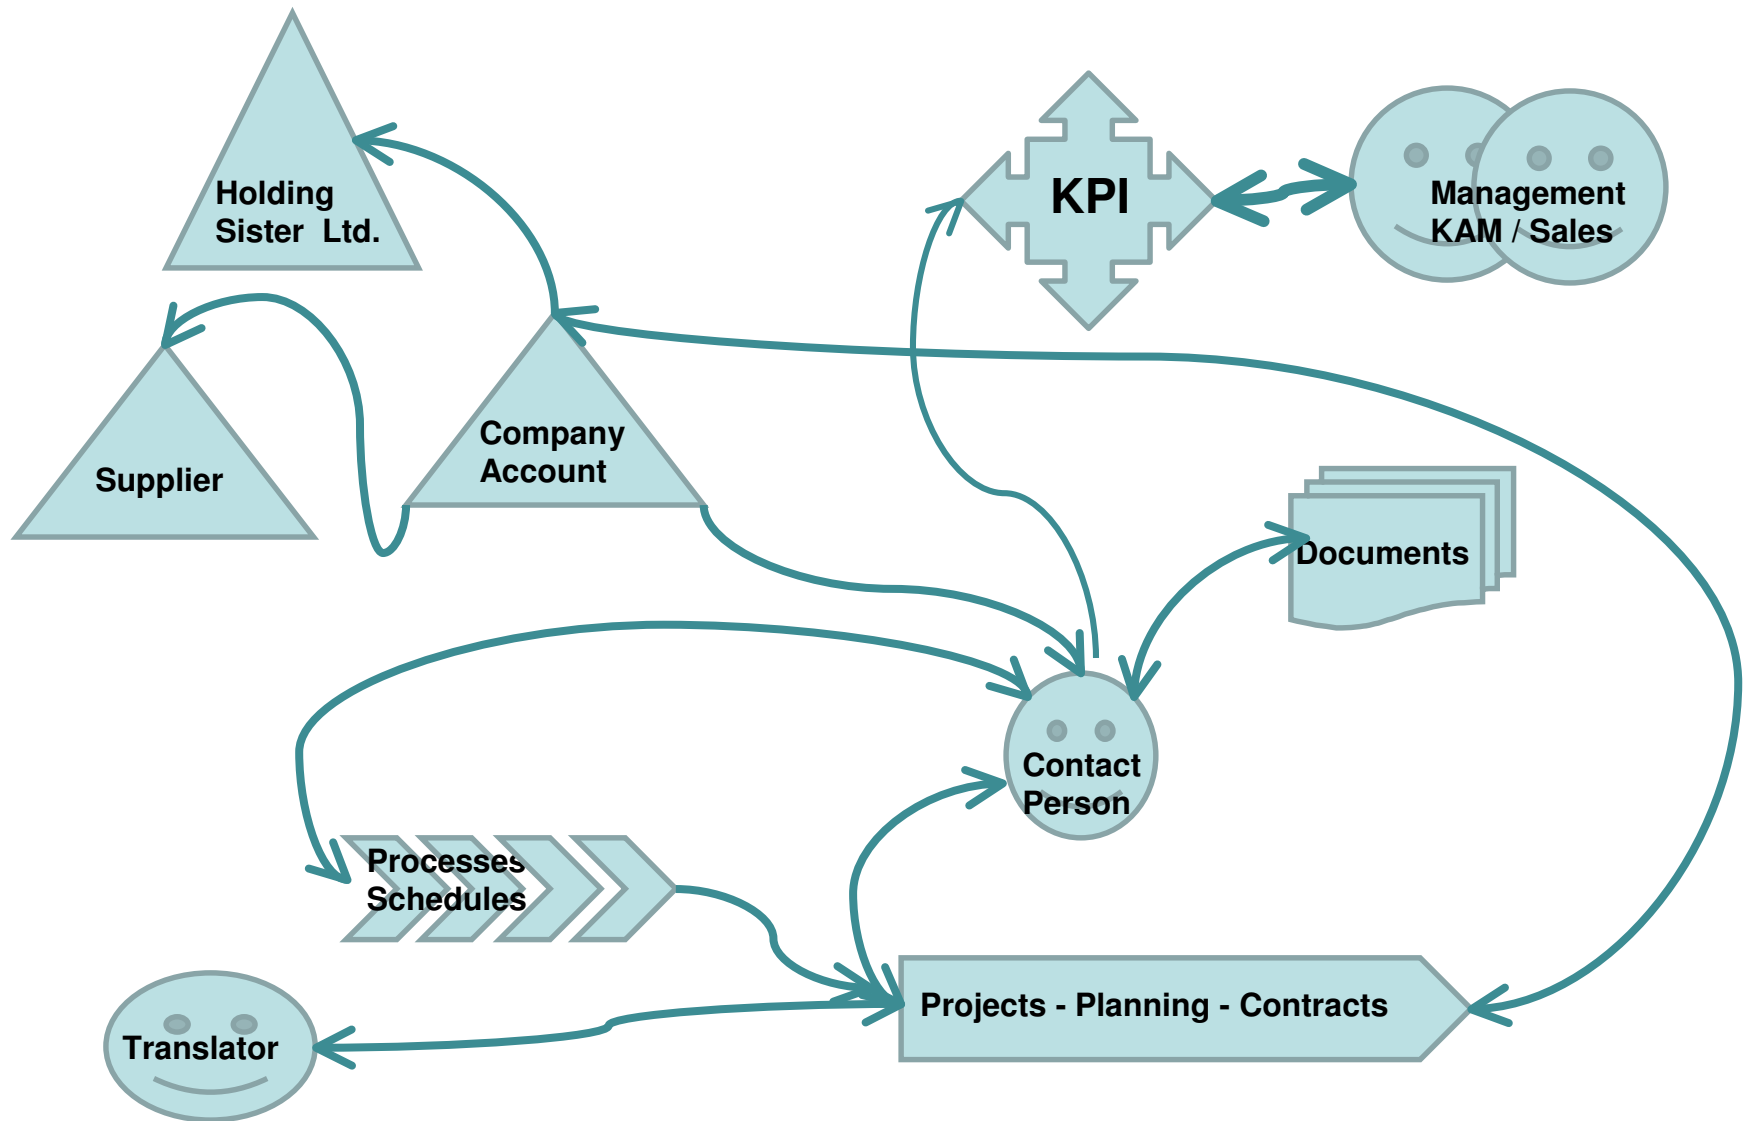 Holding
Sister Ltd.
KPI
Management
KAM / Sales
Company
Account
Supplier
Documents
Contact
Person
Processes
Schedules
Projects - Planning - Contracts
Translator